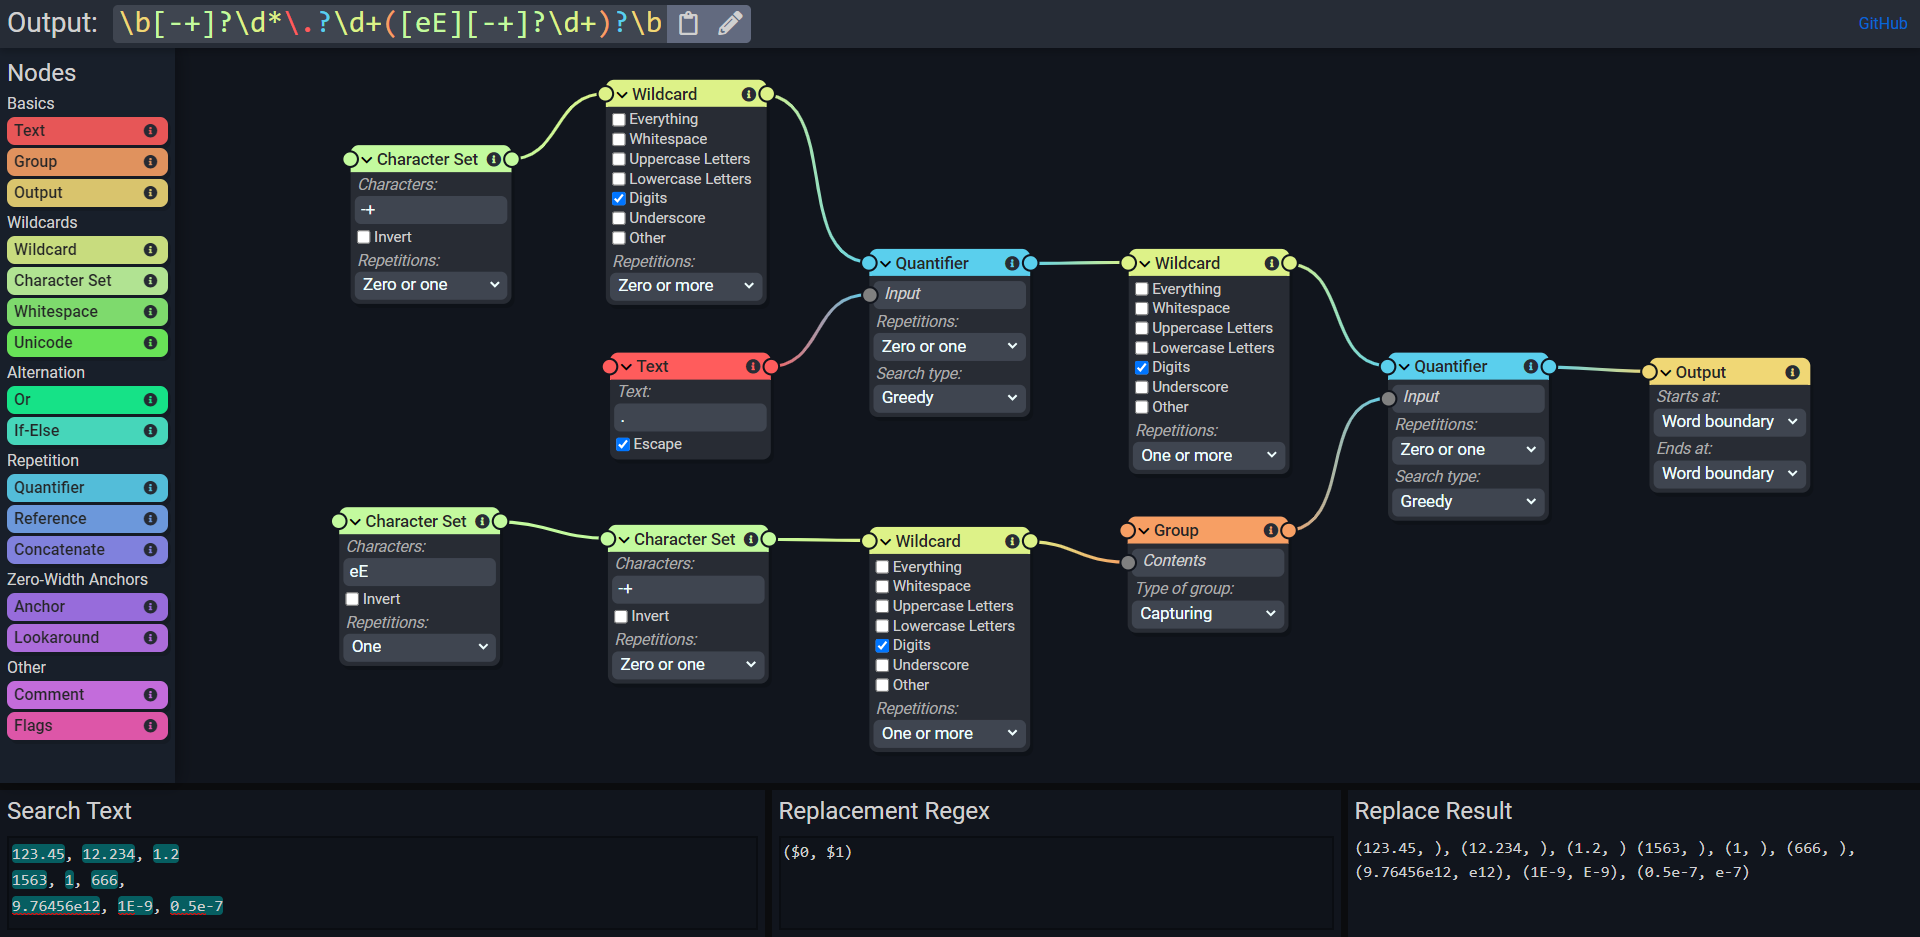 Output: \b[-+]?\d*\.?\d+([eE][-+]?\d+)?\b
GitHub
Nodes
Basics
Text
Group
Output
Wildcards
Wildcard
Character Set
Whitespace
Unicode
Alternation
Or
If-Else
Repetition
Quantifier
Reference
Concatenate
Zero-Width Anchors
Anchor
Lookaround
Other
Comment
Flags
Character Set
Characters:
-+
Invert
Repetitions:
Zero or one
Wildcard
Everything
Whitespace
Uppercase Letters
Lowercase Letters
Digits
Underscore
Other
Repetitions:
Zero or more
Text
Text:
.
Escape
Quantifier
Input
Repetitions:
Zero or one
Search type:
Greedy
Wildcard
Everything
Whitespace
Uppercase Letters
Lowercase Letters
Digits
Underscore
Other
Repetitions:
One or more
Character Set
Characters:
eE
Invert
Repetitions:
One
Character Set
Characters:
-+
Invert
Repetitions:
Zero or one
Wildcard
Everything
Whitespace
Uppercase Letters
Lowercase Letters
Digits
Underscore
Other
Repetitions:
One or more
Group
Contents
Type of group:
Capturing
Quantifier
Input
Repetitions:
Zero or one
Search type:
Greedy
Output
Starts at:
Word boundary
Ends at:
Word boundary
Search Text
123.45, 12.234, 1.2
1563, 1, 666,
9.76456e12, 1E-9, 0.5e-7
Replacement Regex
($0, $1)
Replace Result
(123.45, ), (12.234, ), (1.2, ) (1563, ), (1, ), (666, ),
(9.76456e12, e12), (1E-9, E-9), (0.5e-7, e-7)